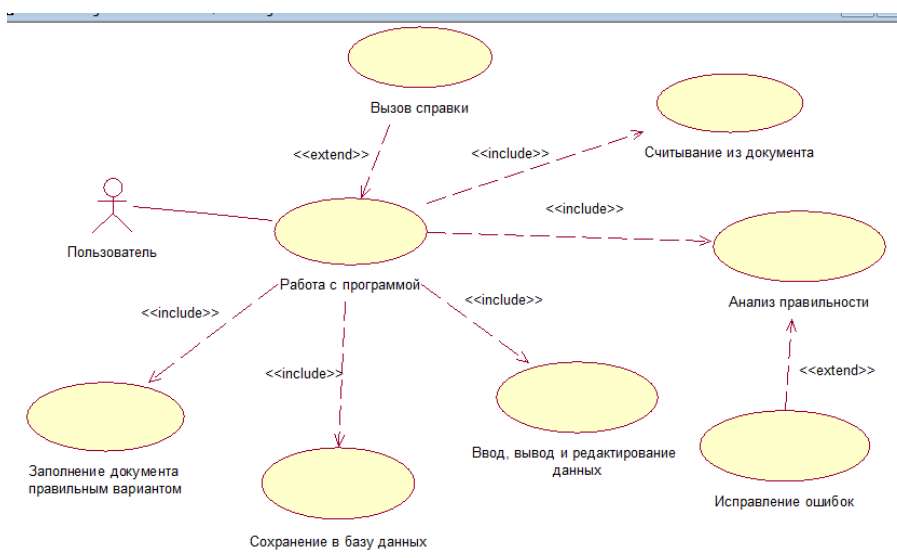 Вызов справки
<<extend>>
<<include>>
Считывание из документа
<<include>>
Пользователь
Работа с программой
Анализ правильности
<<include>>
<<include>>
<<include>>
<<extend>>
Заполнение документа
правильным вариантом
Ввод, вывод и редактирование
данных
Исправление ошибок
Сохранение в базу данных